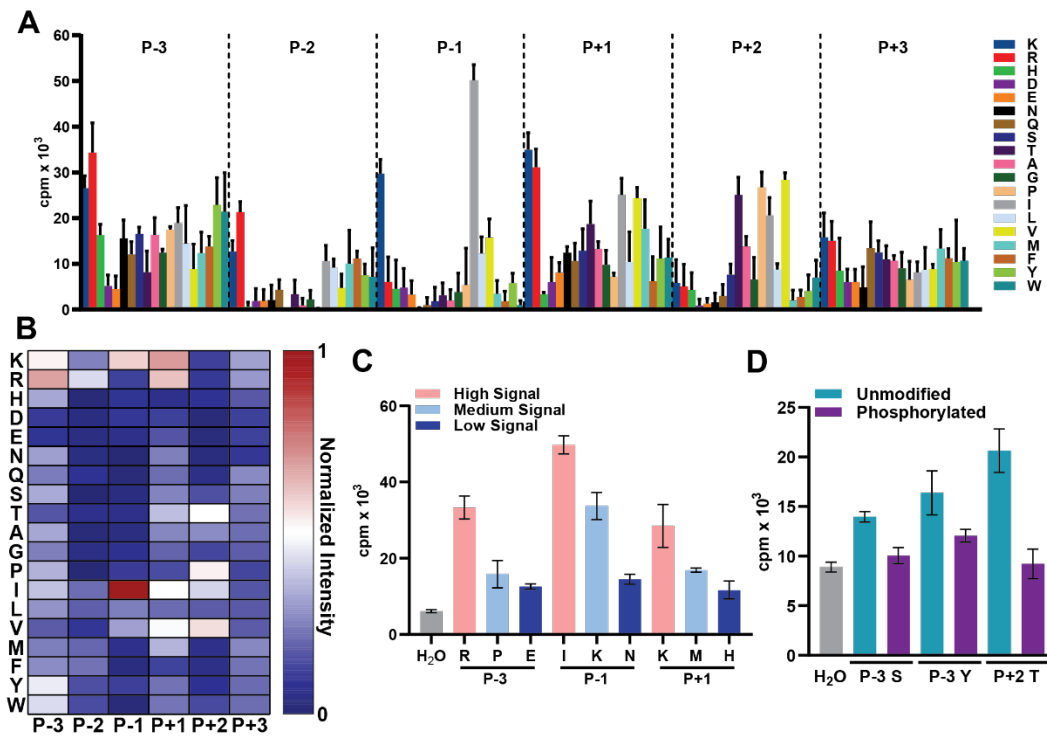 A
P-3 P-2 P-1 P+1 P+2 P+3
cpm x 10³
60
50
40
30
20
10
0
K
R
H
D
E
N
Q
S
T
A
G
P
I
L
V
M
F
Y
W
B
K
R
H
D
E
N
Q
S
T
A
G
P
I
L
V
M
F
Y
W
P-3 P-2 P-1 P+1 P+2 P+3
1
Normalized Intensity
0
C
High Signal
Medium Signal
Low Signal
cpm x 10³
60
40
20
0
H₂O R P E I K N K M H
P-3 P-1 P+1
D
Unmodified
Phosphorylated
cpm x 10³
25
20
15
10
5
0
H₂O P-3 S P-3 Y P+2 T